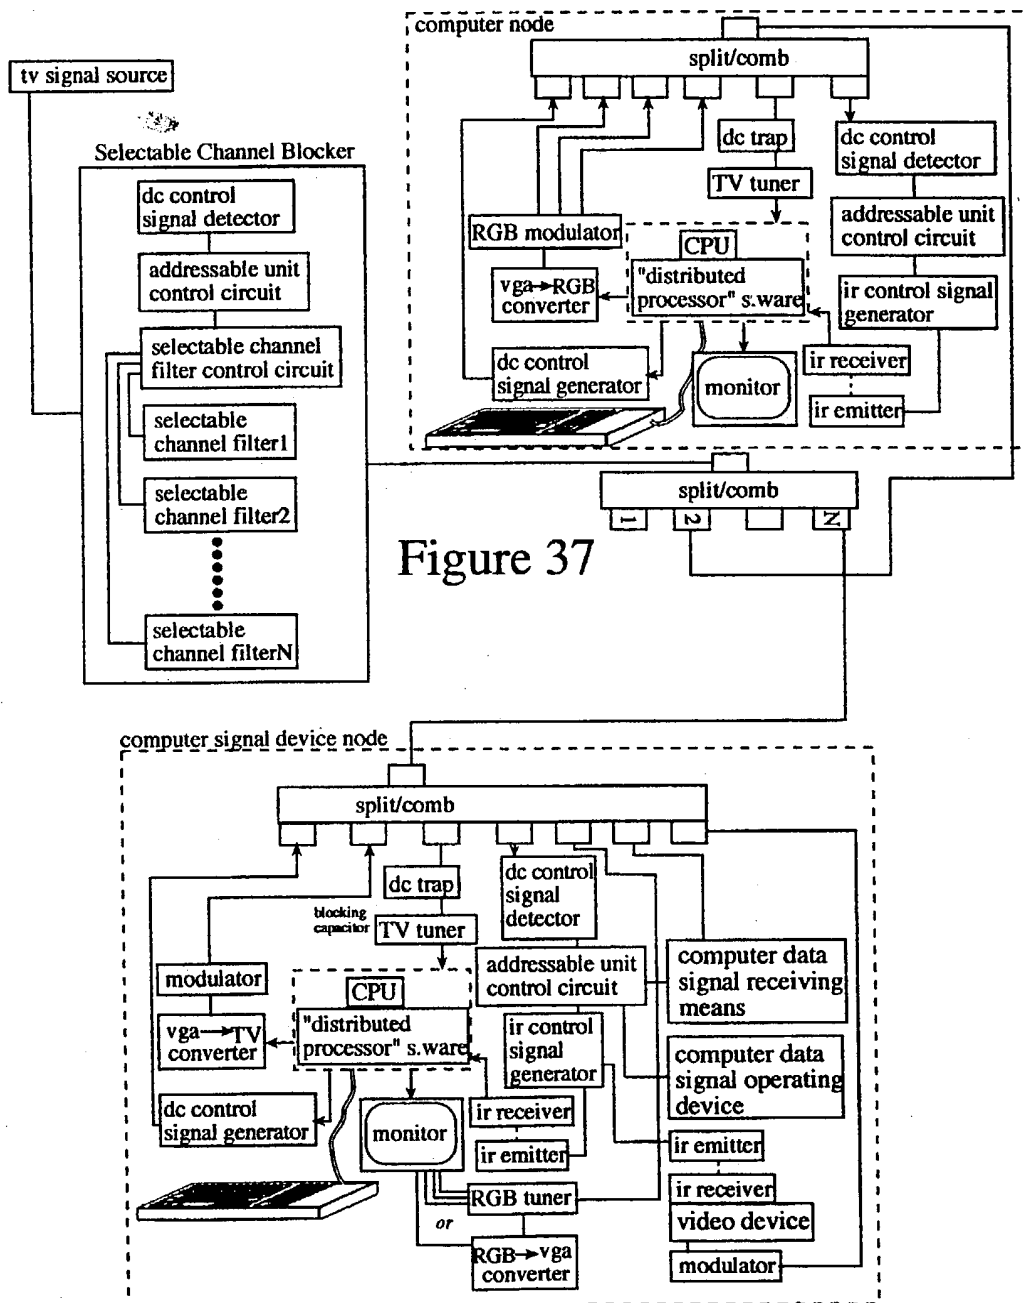 computer node
split/comb
tv signal source
dc trap
dc control
signal detector
Selectable Channel Blocker
TV tuner
dc control
signal detector
RGB modulator
CPU
addressable unit
control circuit
addressable unit
control circuit
vga→RGB
converter
"distributed
processor" s.ware
ir control signal
generator
selectable channel
filter control circuit
dc control
signal generator
monitor
ir receiver
ir emitter
selectable
channel filter1
split/comb
1
2
N
selectable
channel filter2
Figure 37
selectable
channel filterN
computer signal device node
split/comb
dc trap
dc control
signal
detector
blocking
capacitor
TV tuner
modulator
CPU
addressable unit
control circuit
computer data
signal receiving
means
vga→TV
converter
"distributed
processor" s.ware
ir control
signal
generator
computer data
signal operating
device
dc control
signal generator
monitor
ir receiver
ir emitter
ir emitter
ir receiver
RGB tuner
or
video device
RGB→vga
converter
modulator